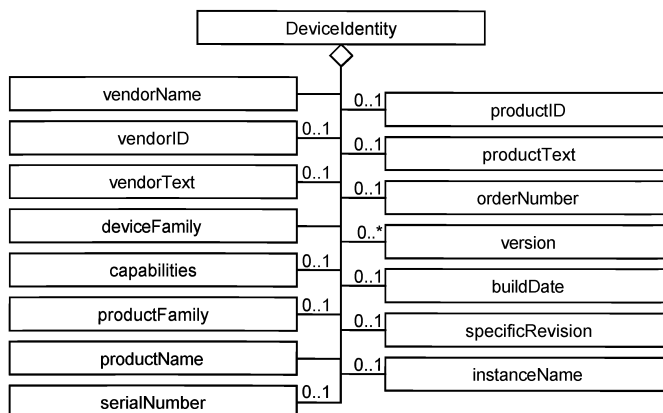 DeviceIdentity
vendorName
0..1
vendorID
0..1
vendorText
deviceFamily
0..1
capabilities
0..1
productFamily
productName
0..1
serialNumber
0..1
productID
0..1
productText
0..1
orderNumber
0..*
version
0..1
buildDate
0..1
specificRevision
0..1
instanceName